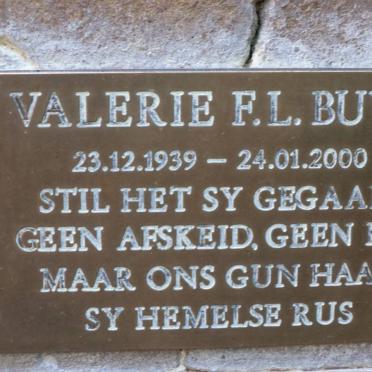 VALERIE F.L.
23.12.1939 – 24.01.2000
STIL HET SY
GEEN AFSKEID, GEEN
MAAR ONS GUN
SY HEMELSE RUS